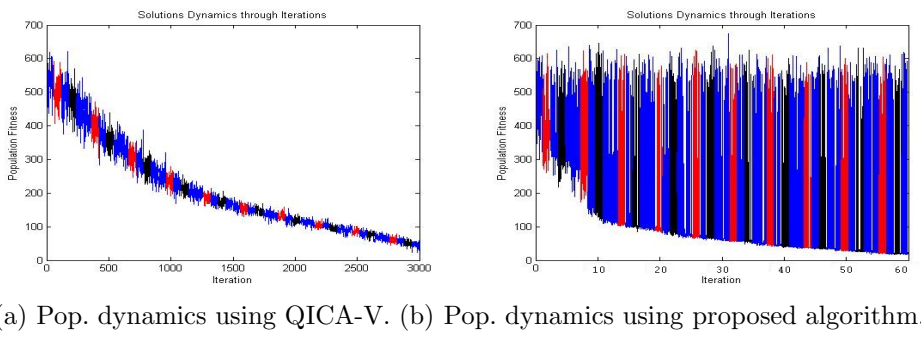 Solutions Dynamics through Iterations
700
600
500
400
300
200
100
0
Population Fitness
0 500 1000 1500 2000 2500 3000
Iteration
Solutions Dynamics through Iterations
700
600
500
400
300
200
100
0
Population Fitness
0 10 20 30 40 50 60
Iteration
a) Pop. dynamics using QICA-V. (b) Pop. dynamics using proposed algorithm.